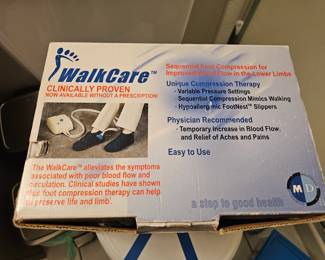 WalkCare™
CLINICALLY PROVEN
NOW AVAILABLE WITHOUT A PRESCRIPTION!
The WalkCare™ alleviates the symptoms
associated with poor blood flow and
circulation. Clinical studies have shown
that foot compression therapy can help
to preserve life and limb.
Sequential Foot Compression for
Improved Blood Flow in the Lower Limbs
Unique Compression Therapy
· Variable Pressure Settings
· Sequential Compression Mimics Walking
· Hypoallergenic FootNest™ Slippers
Physician Recommended
· Temporary Increase in Blood Flow
and Relief of Aches and Pains
Easy to Use
MD
a step to good health